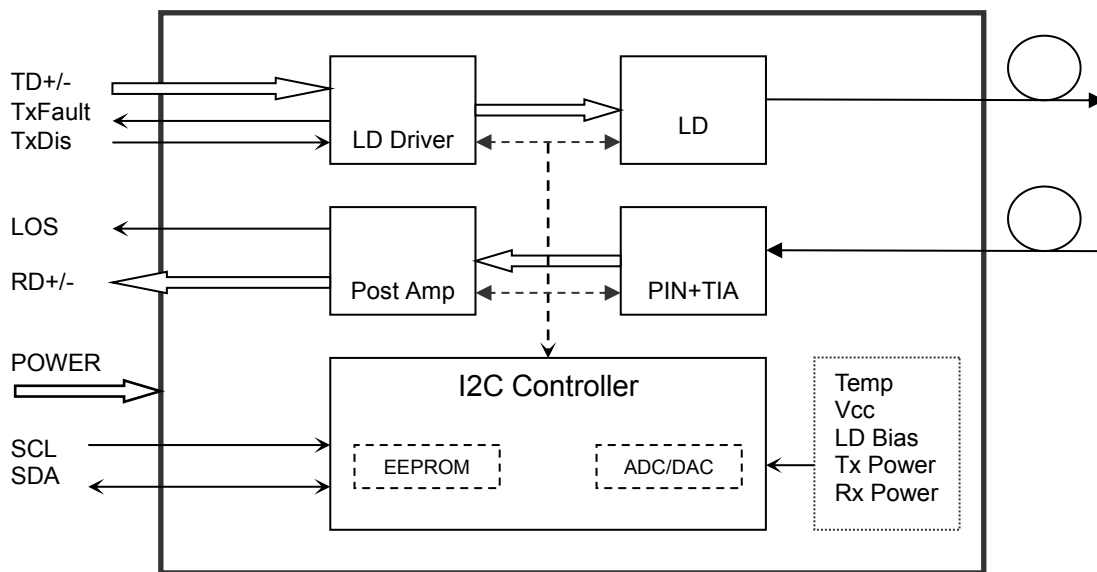 TD+/-
TxFault
TxDis
LD Driver
LD
LOS
RD+/-
Post Amp
PIN+TIA
POWER
I2C Controller
SCL
SDA
EEPROM
ADC/DAC
Temp
Vcc
LD Bias
Tx Power
Rx Power